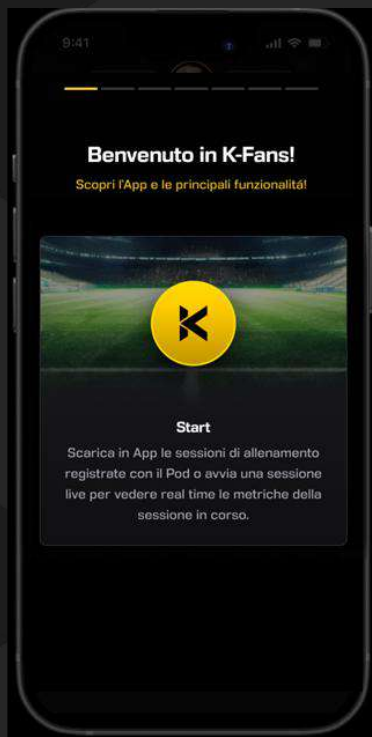 9:41
Benvenuto in K-Fans!
Scopri l'App e le principali funzionalitá!
Start
Scarica in App le sessioni di allenamento
registrate con il Pod o avvia una sessione
live per vedere real time le metriche della
sessione in corso.